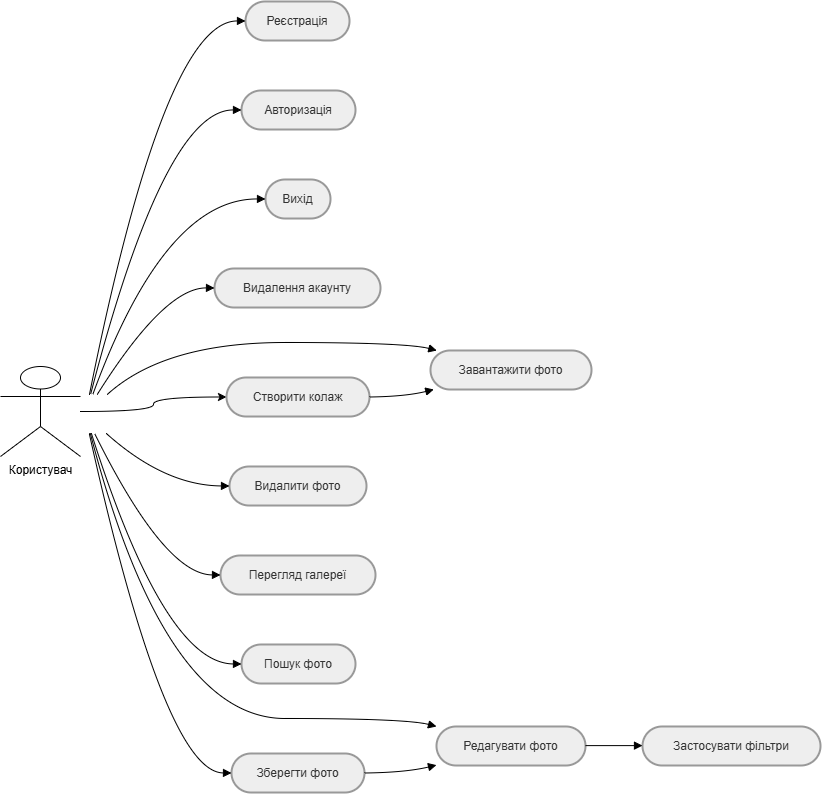 Реєстрація
Авторизація
Вихід
Видалення акаунту
Завантажити фото
Створити колаж
Користувач
Видалити фото
Перегляд галереї
Пошук фото
Редагувати фото
Застосувати фільтри
Зберегти фото